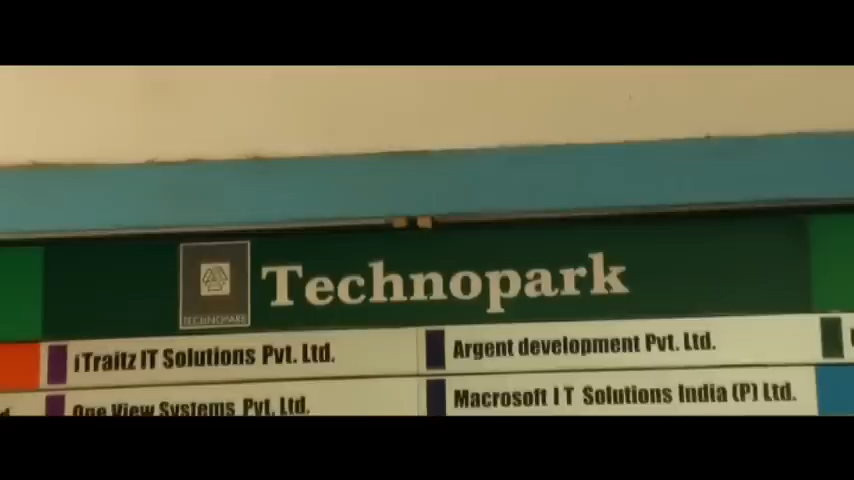 TECHNOPARK
Technopark
iTraitz IT Solutions Pvt. Ltd.
Argent development Pvt. Ltd.
One View Systems Pvt. Ltd.
Macrosoft I T Solutions India (P) Ltd.